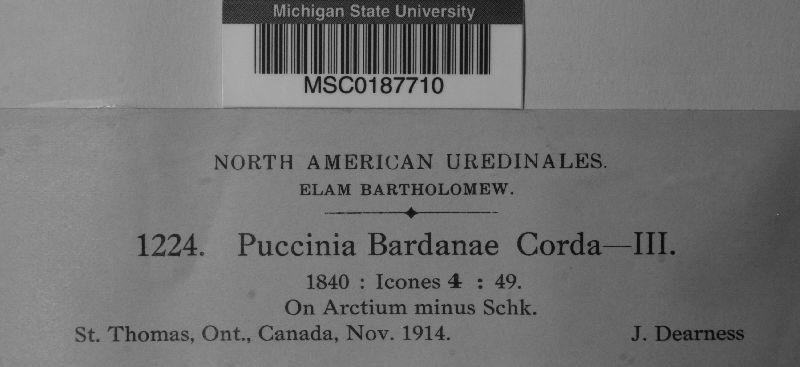 Michigan State University
MSC0187710
NORTH AMERICAN UREDINALES.
ELAM BARTHOLOMEW.
1224. Puccinia Bardanae Corda—III.
1840 : Icones 4 : 49.
On Arctium minus Schk.
St. Thomas, Ont., Canada, Nov. 1914. J. Dearness